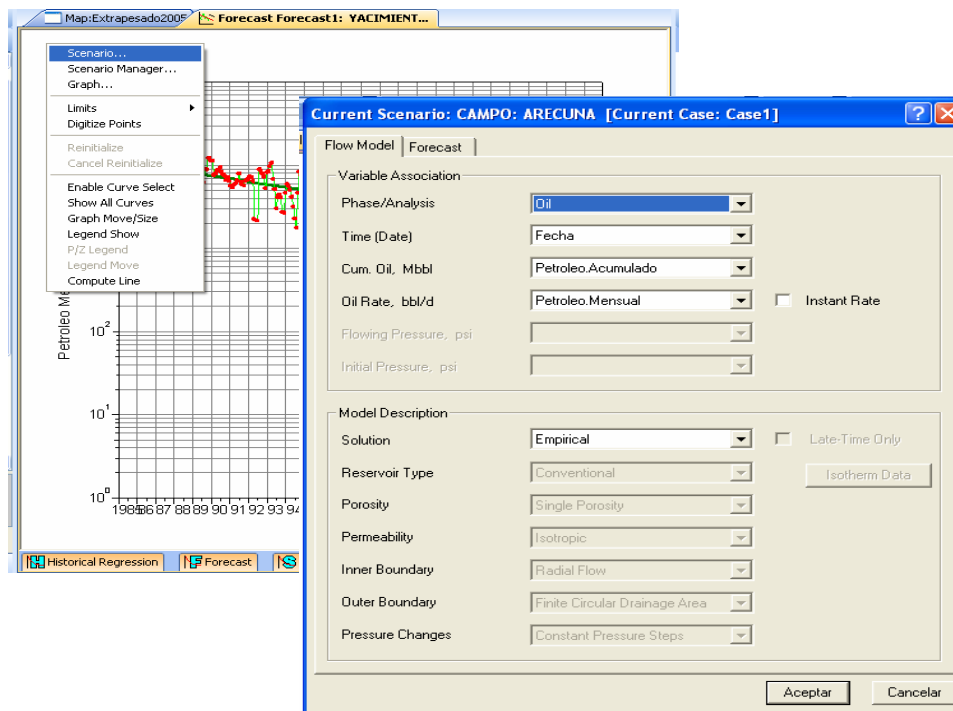 Map:Extrapesado2005
Forecast Forecast1: YACIMIENT...
Scenario...
Scenario Manager...
Graph...
Limits
Digitize Points
Reinitialize
Cancel Reinitialize
Enable Curve Select
Show All Curves
Graph Move/Size
Legend Show
P/Z Legend
Legend Move
Compute Line
Petroleo Me
10²
10¹
10⁰
198586 87 88 89 90 91 92 93 94
Historical Regression
Forecast
Current Scenario: CAMPO: ARECUNA [Current Case: Case1]
Flow Model
Forecast
Variable Association
Phase/Analysis Oil
Time (Date) Fecha
Cum. Oil, Mbbl Petroleo.Acumulado
Oil Rate, bbl/d Petroleo.Mensual Instant Rate
Flowing Pressure, psi
Initial Pressure, psi
Model Description
Solution Empirical Late-Time Only
Reservoir Type Conventional Isotherm Data
Porosity Single Porosity
Permeability Isotropic
Inner Boundary Radial Flow
Outer Boundary Finite Circular Drainage Area
Pressure Changes Constant Pressure Steps
Aceptar Cancelar